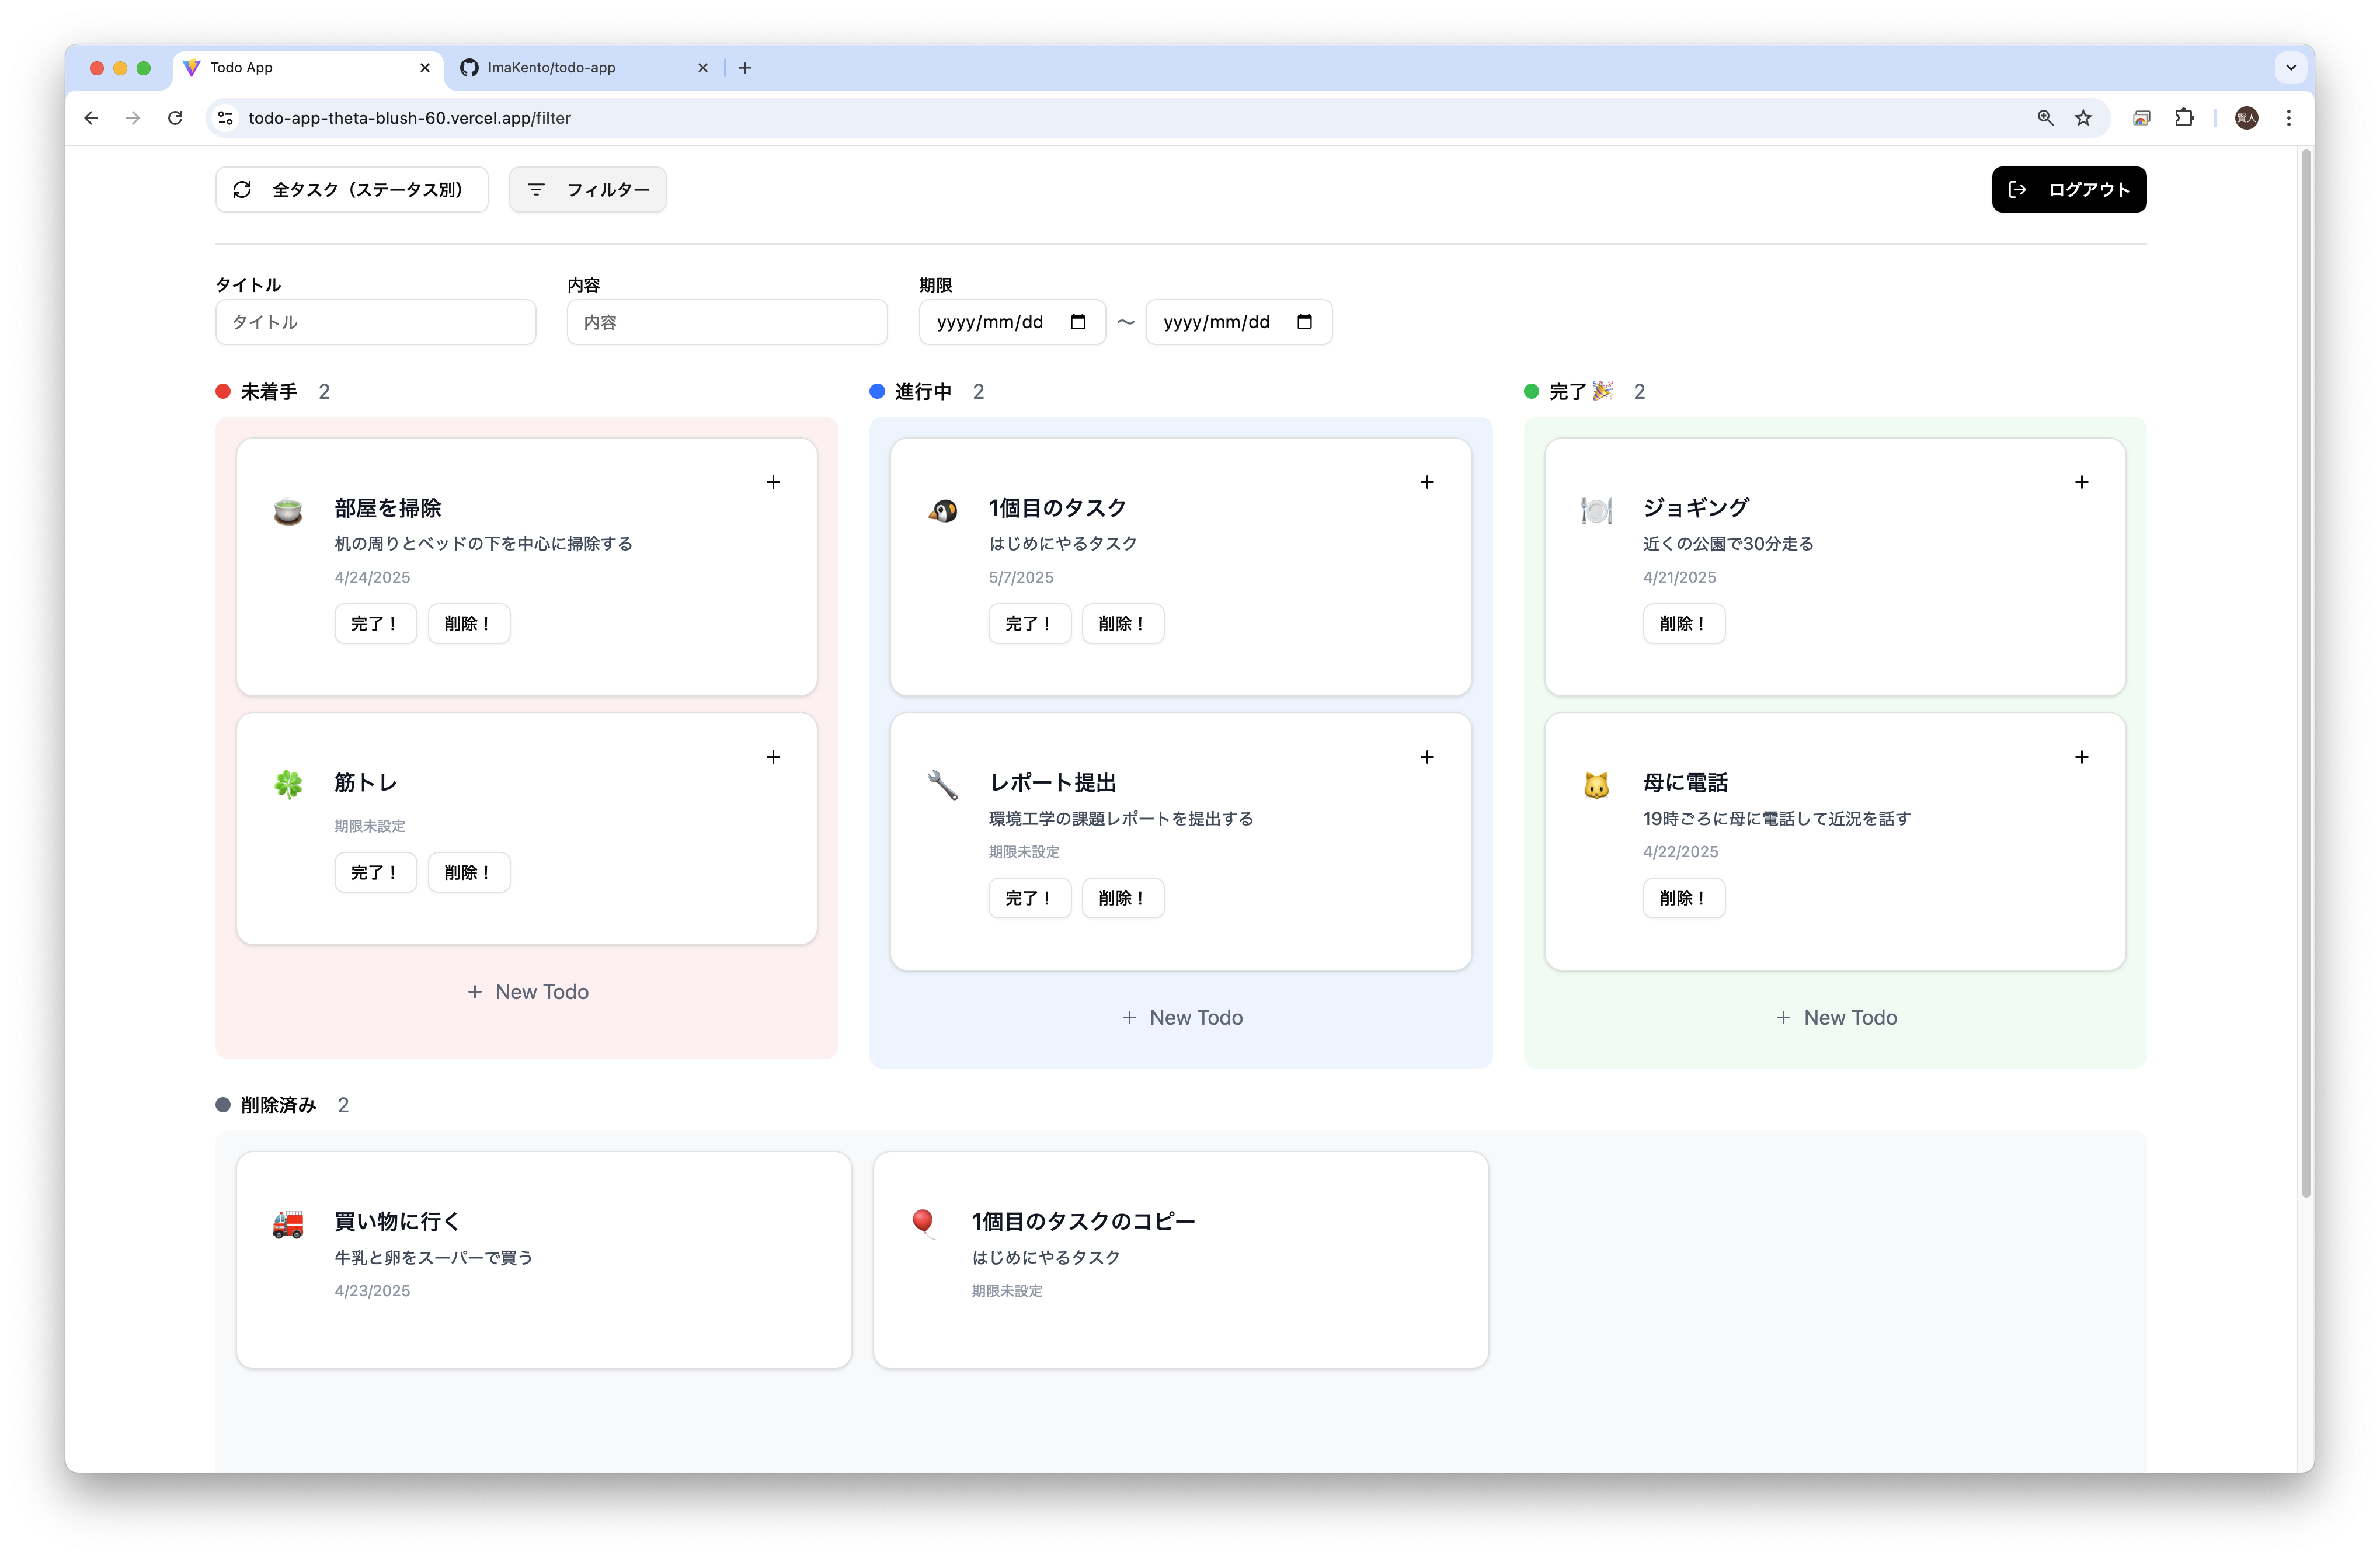 Todo App
ImaKento/todo-app
todo-app-theta-blush-60.vercel.app/filter
賢人
全タスク（ステータス別）
フィルター
ログアウト
タイトル
内容
期限
タイトル
内容
yyyy/mm/dd
〜
yyyy/mm/dd
未着手 2
部屋を掃除
机の周りとベッドの下を中心に掃除する
4/24/2025
完了！
削除！
筋トレ
期限未設定
完了！
削除！
+ New Todo
進行中 2
1個目のタスク
はじめにやるタスク
5/7/2025
完了！
削除！
レポート提出
環境工学の課題レポートを提出する
期限未設定
完了！
削除！
+ New Todo
完了🎉 2
ジョギング
近くの公園で30分走る
4/21/2025
削除！
母に電話
19時ごろに母に電話して近況を話す
4/22/2025
削除！
+ New Todo
削除済み 2
買い物に行く
牛乳と卵をスーパーで買う
4/23/2025
1個目のタスクのコピー
はじめにやるタスク
期限未設定